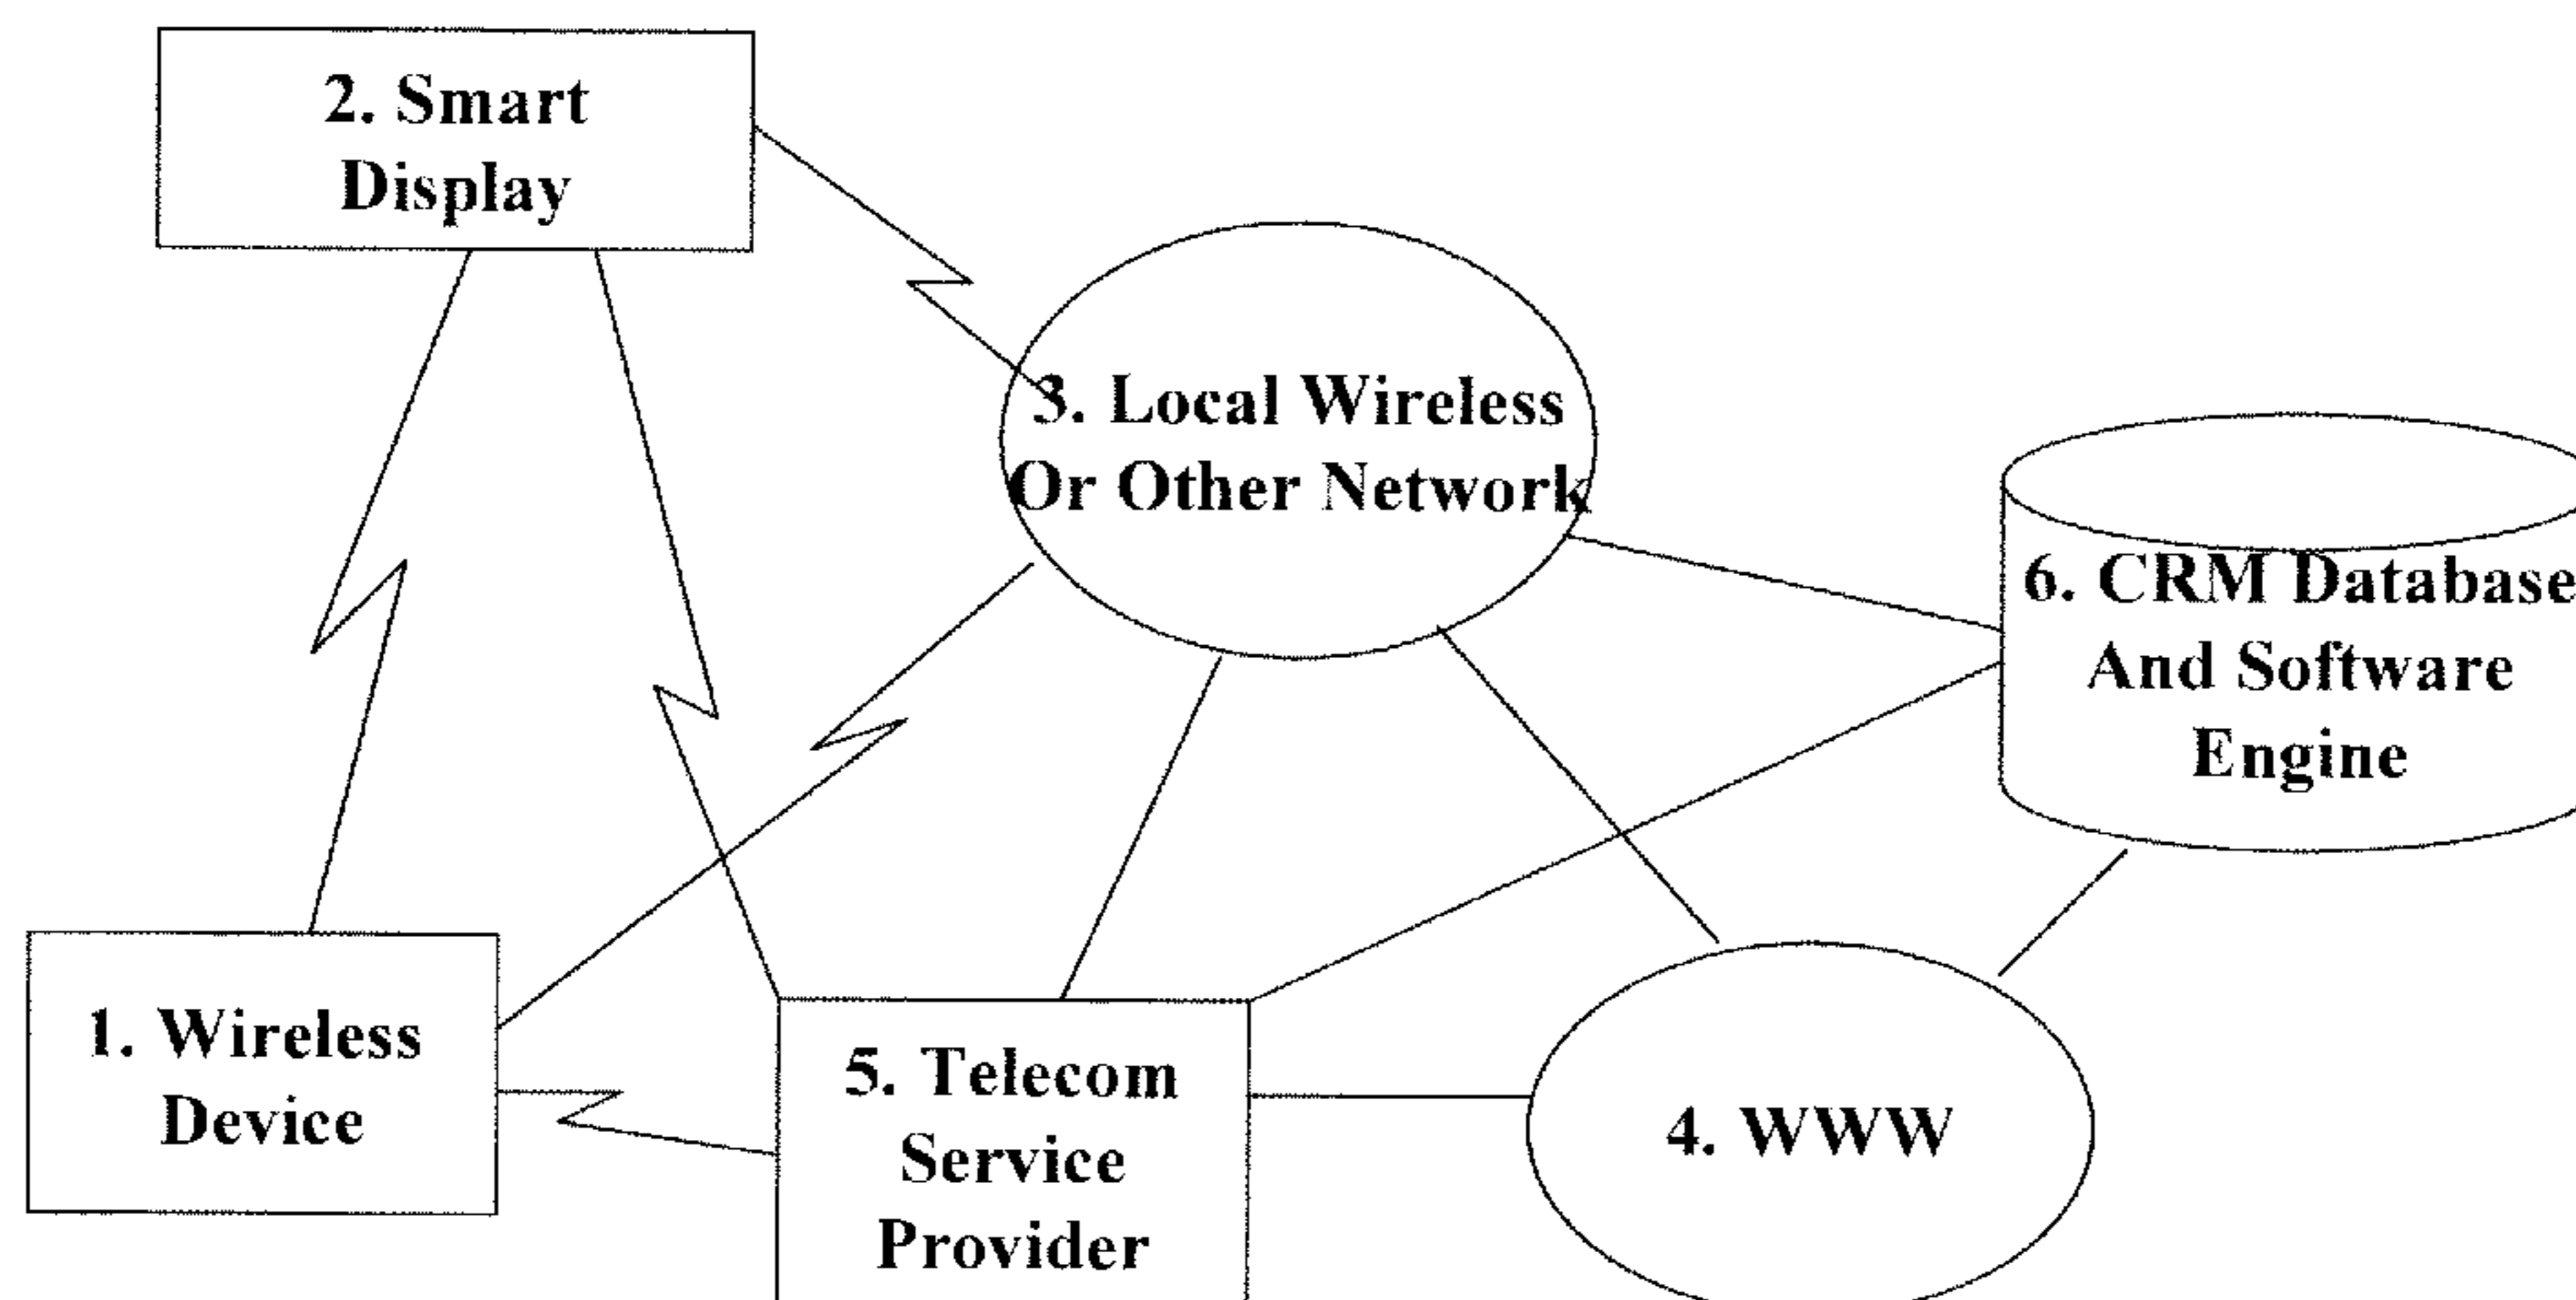 2. Smart
Display
3. Local Wireless
Or Other Network
6. CRM Database
And Software
Engine
1. Wireless
Device
5. Telecom
Service
Provider
4. WWW